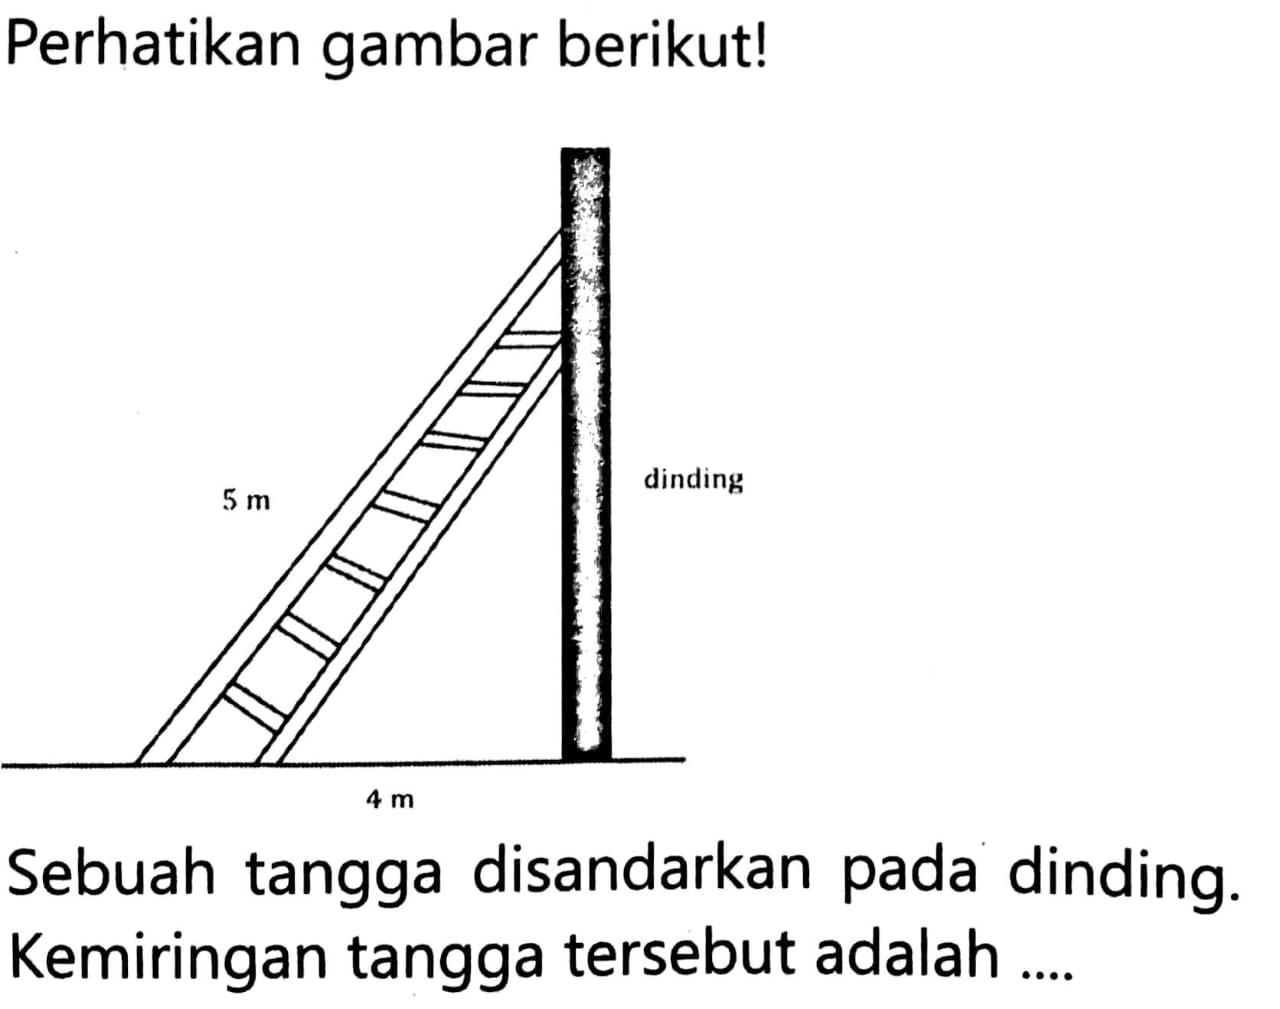 Perhatikan gambar berikut!
5 m
dinding
4 m
Sebuah tangga disandarkan pada dinding.
Kemiringan tangga tersebut adalah ....